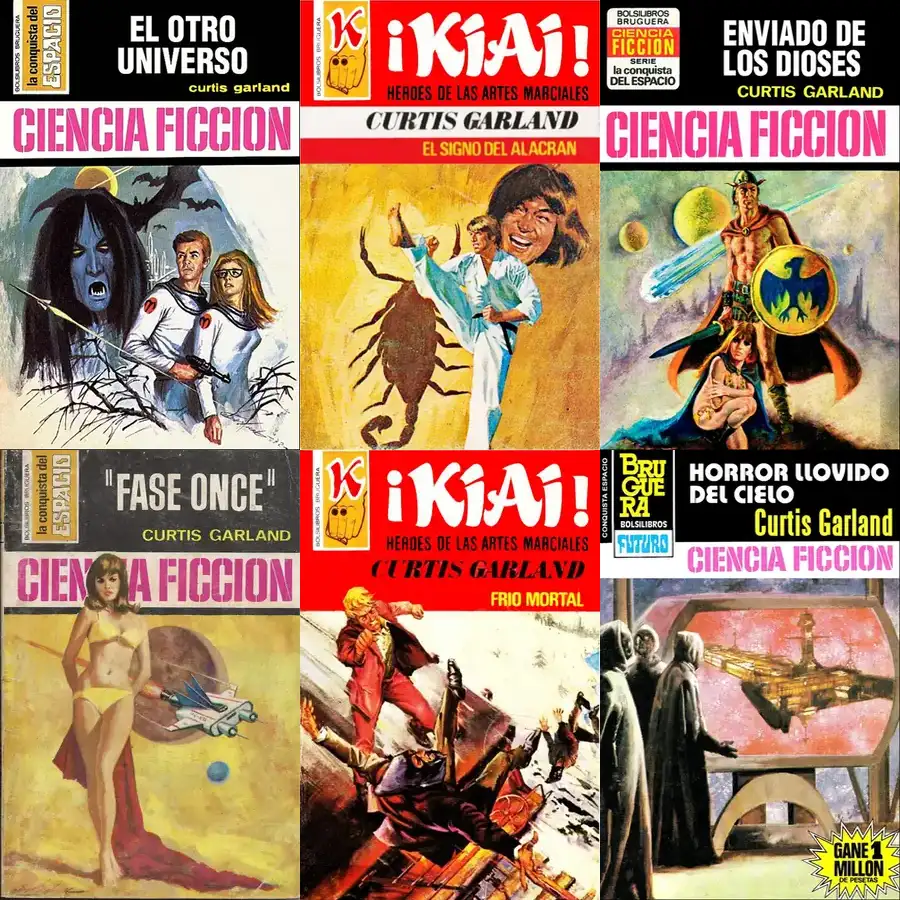 BOLSILIBROS BRUGUERA
la conquista del
ESPACIO
EL OTRO
UNIVERSO
curtis garland
CIENCIA FICCION
BOLSILIBROS BRUGUERA
K
¡KIAI!
HEROES DE LAS ARTES MARCIALES
CURTIS GARLAND
EL SIGNO DEL ALACRAN
BOLSILIBROS
BRUGUERA
CIENCIA
FICCION
SERIE
la conquista
DEL ESPACIO
ENVIADO DE
LOS DIOSES
CURTIS GARLAND
CIENCIA FICCION
BOLSILIBROS BRUGUERA
la conquista del
ESPACIO
"FASE ONCE"
CURTIS GARLAND
CIENCIA FICCION
BOLSILIBROS BRUGUERA
K
¡KIAI!
HEROES DE LAS ARTES MARCIALES
CURTIS GARLAND
FRIO MORTAL
CONQUISTA ESPACIO
BRU
GUE
RA
BOLSILIBROS
FUTURO
HORROR LLOVIDO
DEL CIELO
Curtis Garland
CIENCIA FICCION
GANE 1
MILLON
DE PESETAS